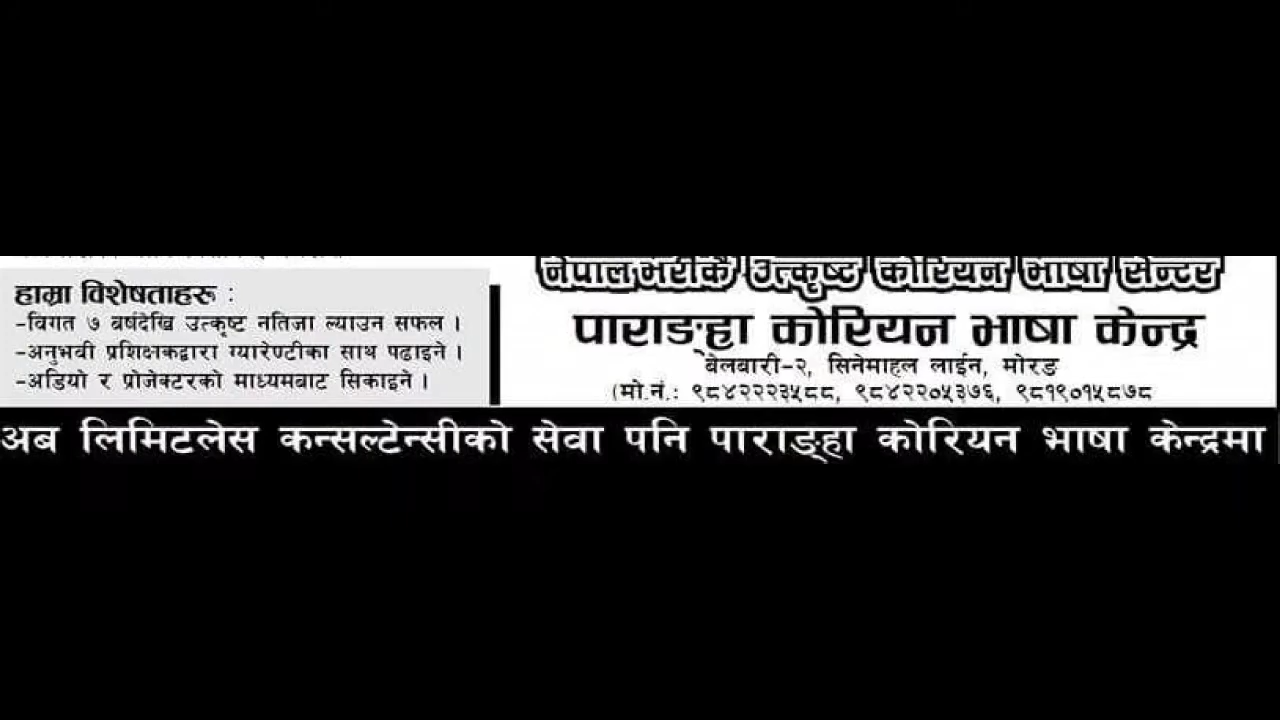 हाम्रा विशेषताहरू :
-विगत ७ बर्षदेखि उत्कृष्ट नतिजा ल्याउन सफल ।
-अनुभवी प्रशिक्षकद्वारा ग्यारेण्टीका साथ पढाइने ।
-अडियो र प्रोजेक्टरको माध्यमबाट सिकाइने ।
नेपाल भरीकै उत्कृष्ट कोरियन भाषा सेन्टर
पाराङ्हा कोरियन भाषा केन्द्र
बेलबारी-२, सिनेमाहल लाईन, मोरङ
(मो.नं.: ९८४२२२३५८८, ९८४२२०५३७६, ९८१९०१५८७८
अब लिमिटलेस कन्सल्टेन्सीको सेवा पनि पाराङ्हा कोरियन भाषा केन्द्रमा